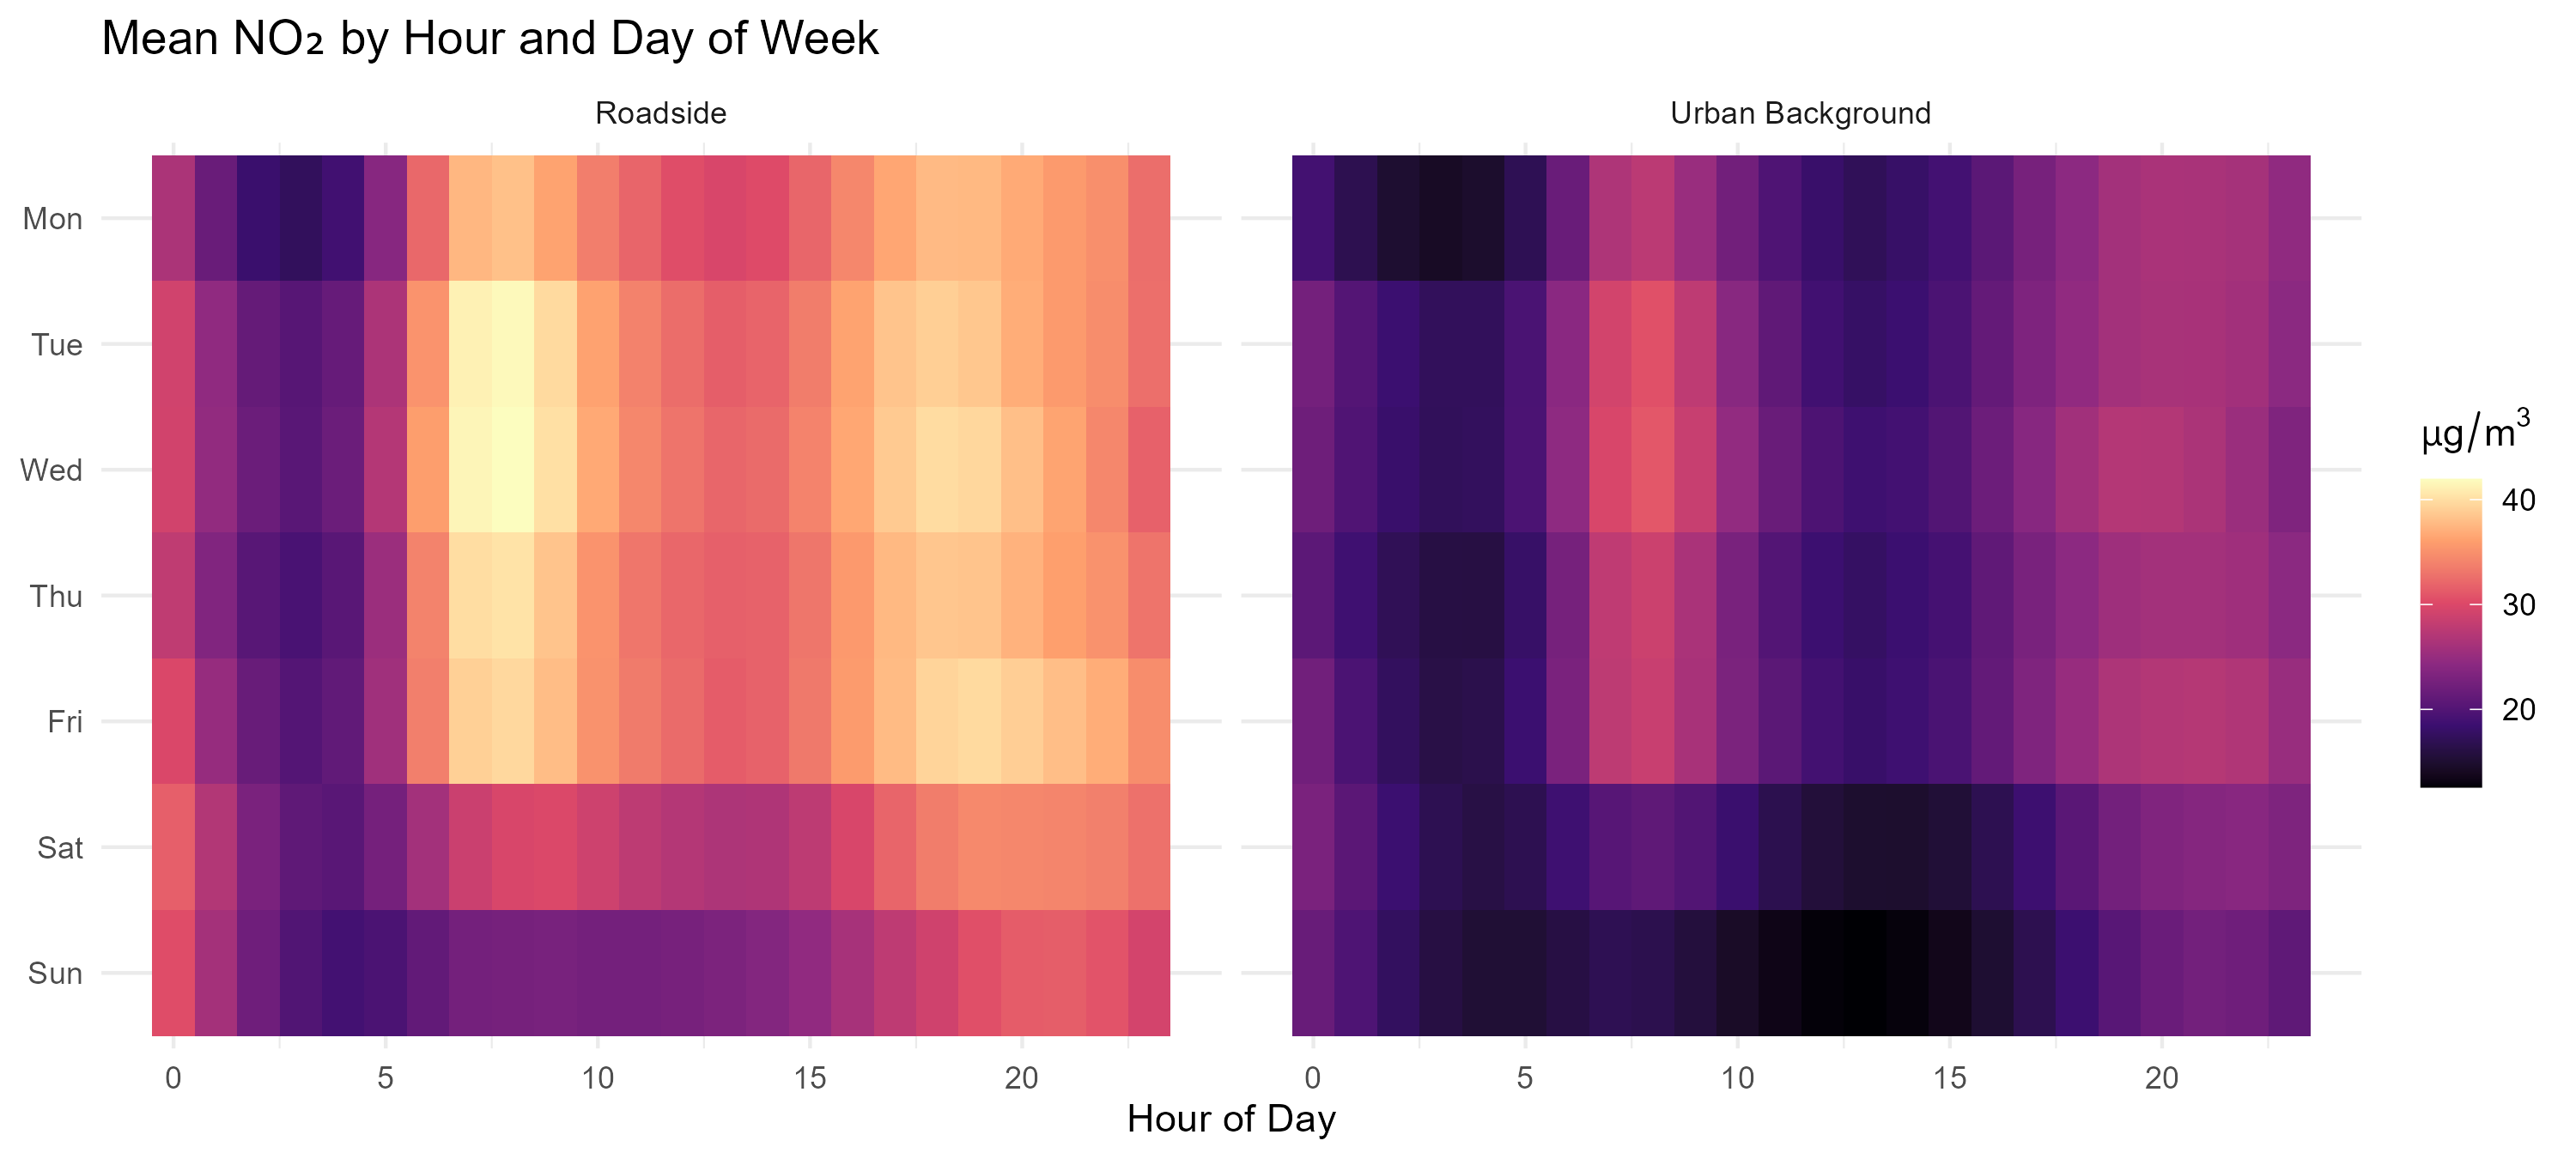 Mean NO₂ by Hour and Day of Week
Roadside
Urban Background
Mon
Tue
Wed
Thu
Fri
Sat
Sun
0 5 10 15 20
0 5 10 15 20
Hour of Day
µg/m³
40
30
20